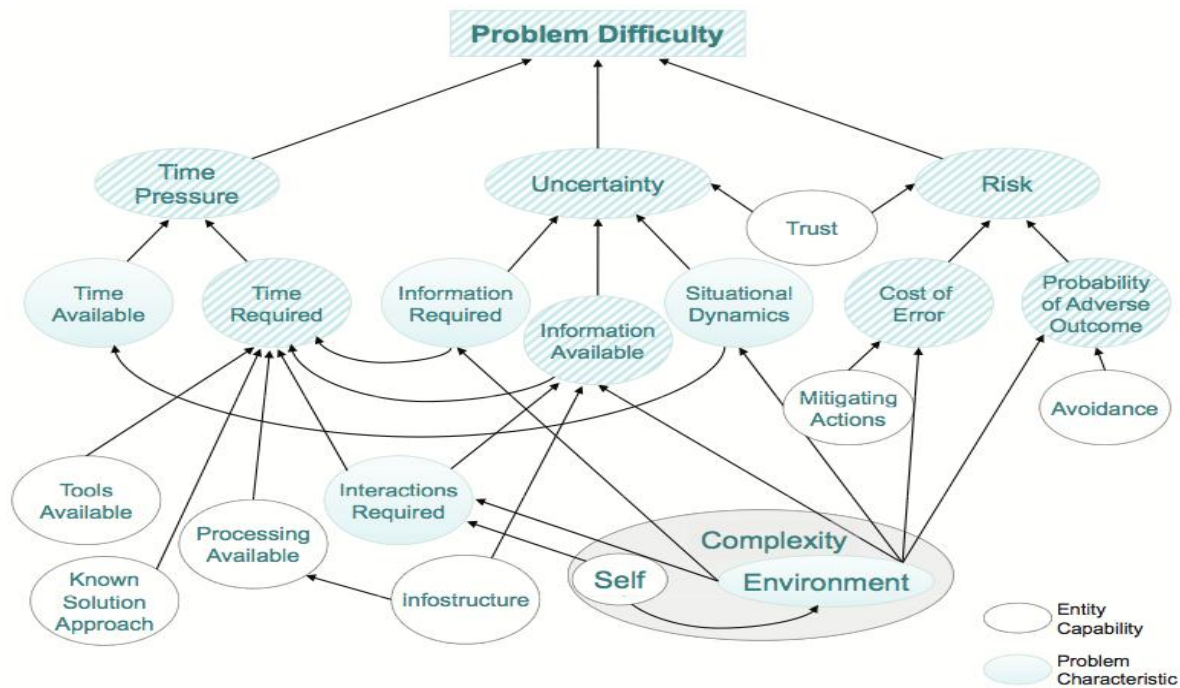 Problem Difficulty
Time
Pressure
Uncertainty
Risk
Trust
Time
Available
Time
Required
Information
Required
Information
Available
Situational
Dynamics
Cost of
Error
Probability
of Adverse
Outcome
Mitigating
Actions
Avoidance
Tools
Available
Processing
Available
Interactions
Required
Known
Solution
Approach
Infostructure
Complexity
Self
Environment
Entity
Capability
Problem
Characteristic